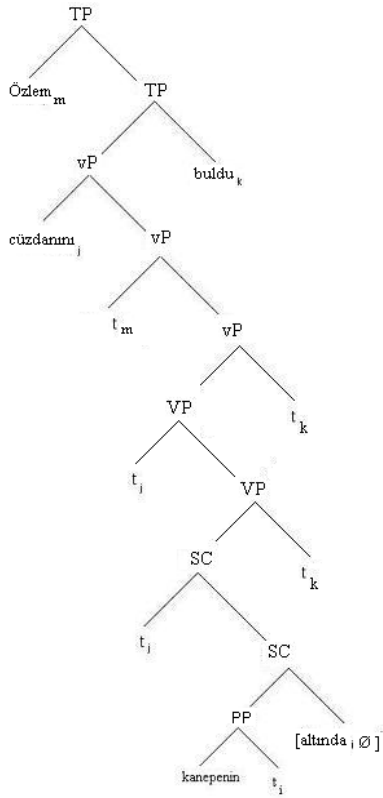 TP
Özlem m
TP
vP
buldu k
cüzdanını j
vP
t m
vP
VP
t k
t j
VP
SC
t k
t j
SC
PP
[altında i Ø]
kanepenin
t i